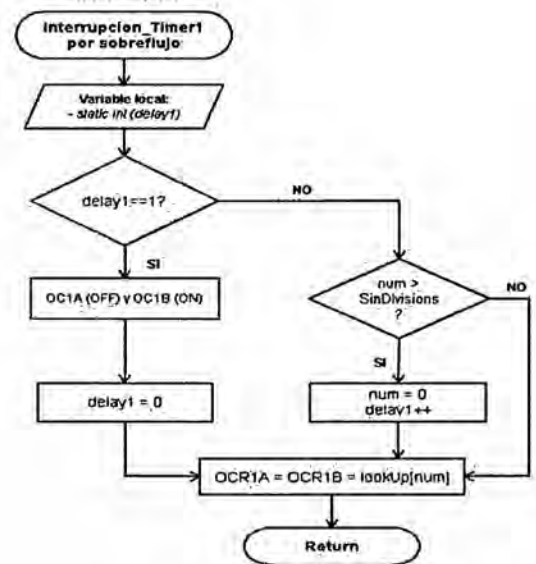 Interrupcion_Timer1
por sobreflujo
Variable local:
- static int (delay1)
delay1==1?
NO
SI
OC1A (OFF) y OC1B (ON)
num >
SinDivisions
?
NO
SI
delay1 = 0
num = 0
delay1++
OCR1A = OCR1B = lookUp[num]
Return